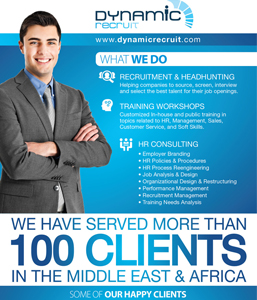 DYNAMIC
recruit
www.dynamicrecruit.com
WHAT WE DO
RECRUITMENT & HEADHUNTING
Helping companies to source, screen, interview
and select the best talent for their job openings.
TRAINING WORKSHOPS
Customized In-house and public training in
topics related to HR, Management, Sales,
Customer Service, and Soft Skills.
HR CONSULTING
• Employer Branding
• HR Policies & Procedures
• HR Process Reengineering
• Job Analysis & Design
• Organizational Design & Restructuring
• Performance Management
• Recruitment Management
• Training Needs Analysis
WE HAVE SERVED MORE THAN
100 CLIENTS
IN THE MIDDLE EAST & AFRICA
SOME OF OUR HAPPY CLIENTS